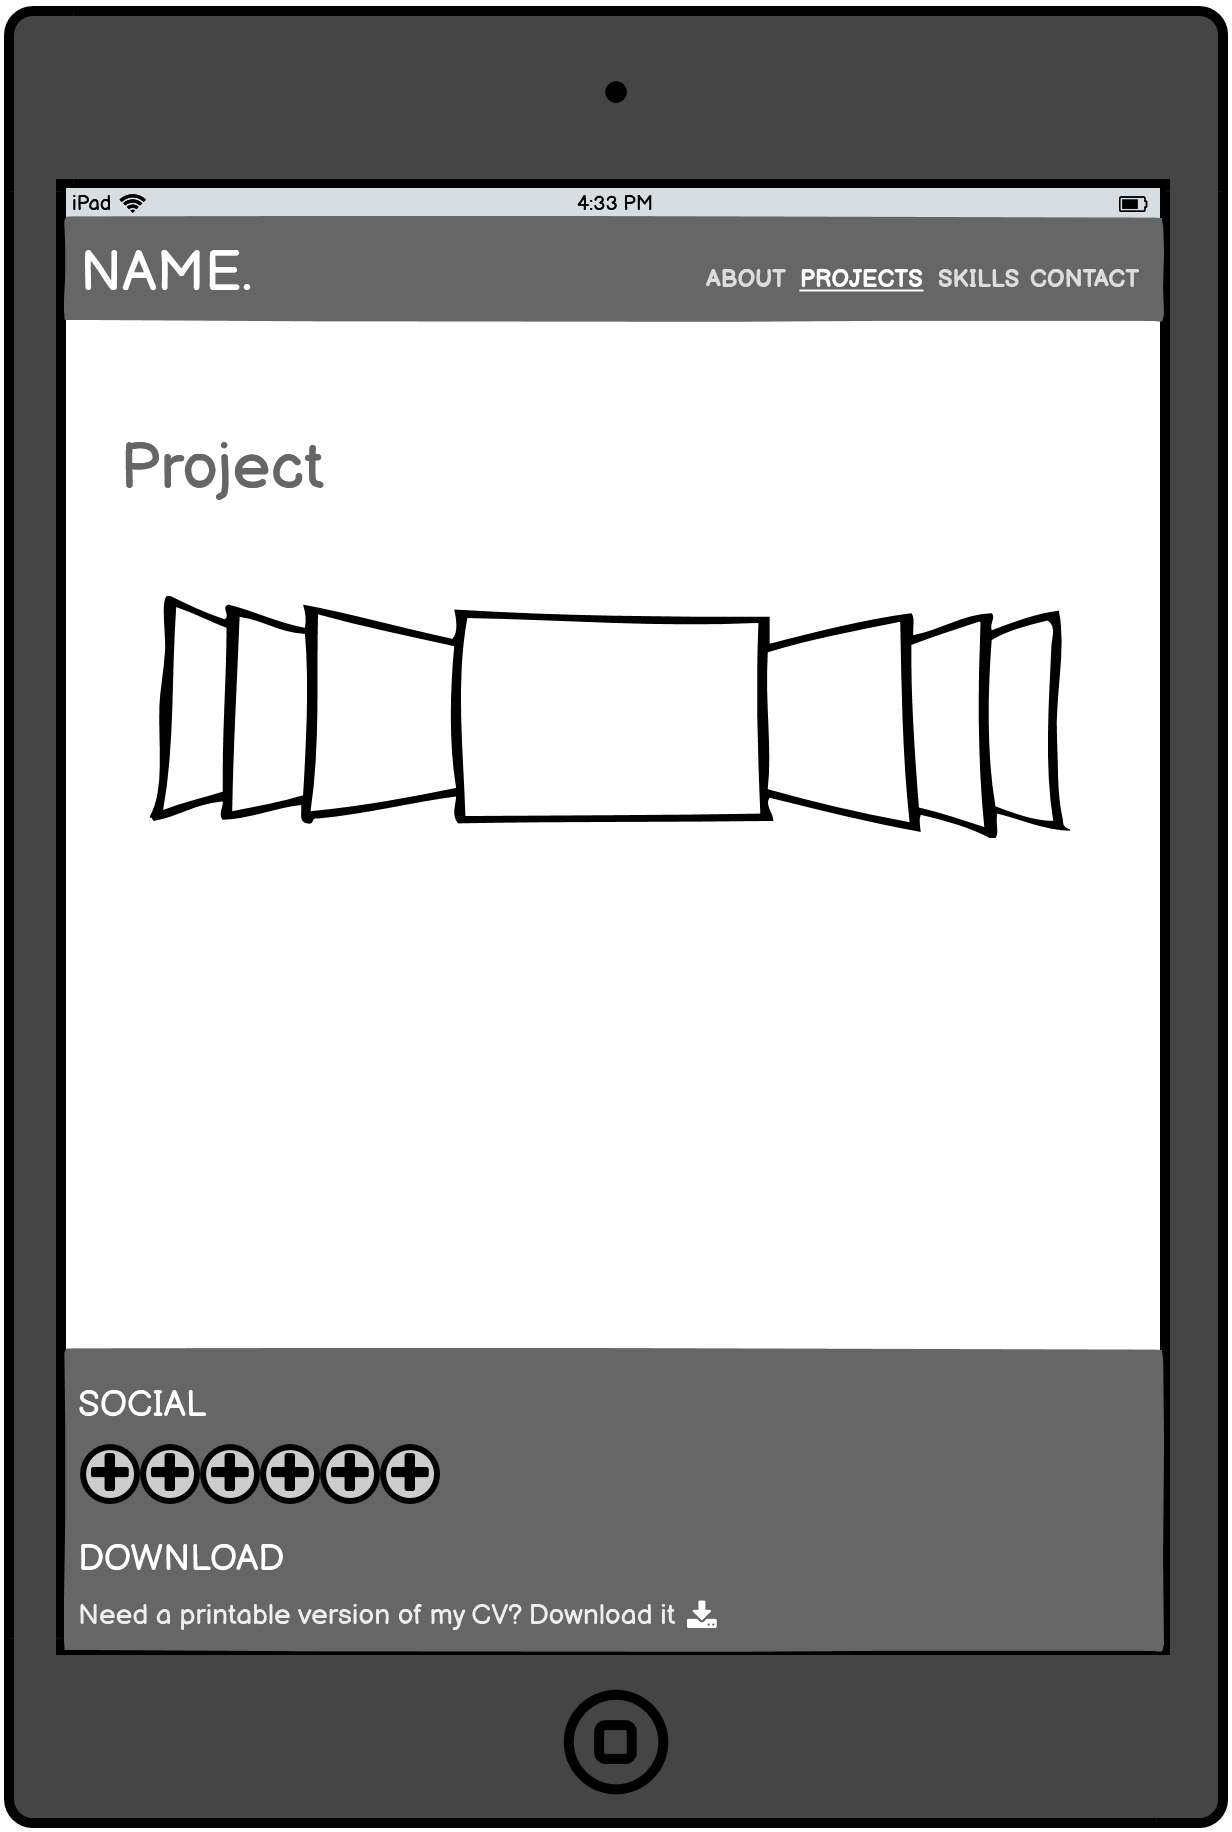 iPad
4:33 PM
NAME.
ABOUT PROJECTS SKILLS CONTACT
Project
SOCIAL
DOWNLOAD
Need a printable version of my CV? Download it